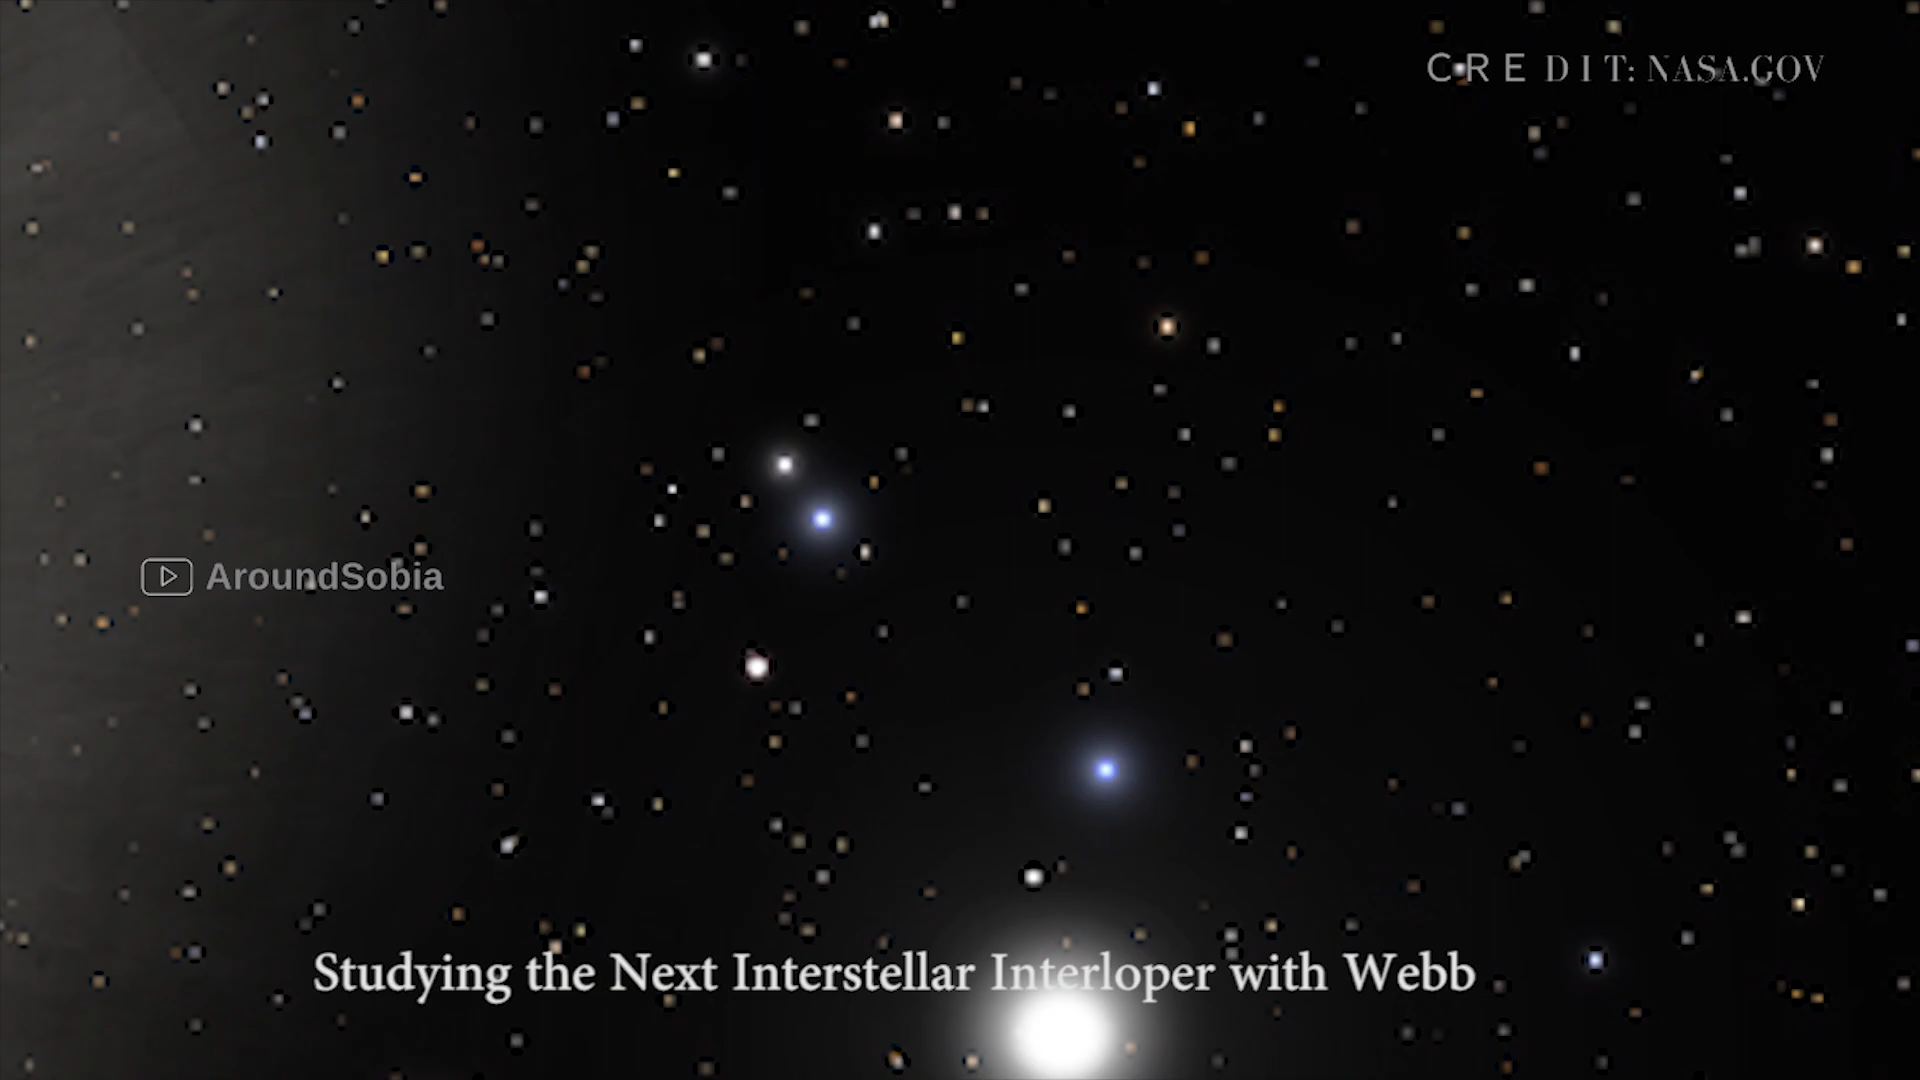 CREDIT: NASA.GOV
AroundSobia
Studying the Next Interstellar Interloper with Webb